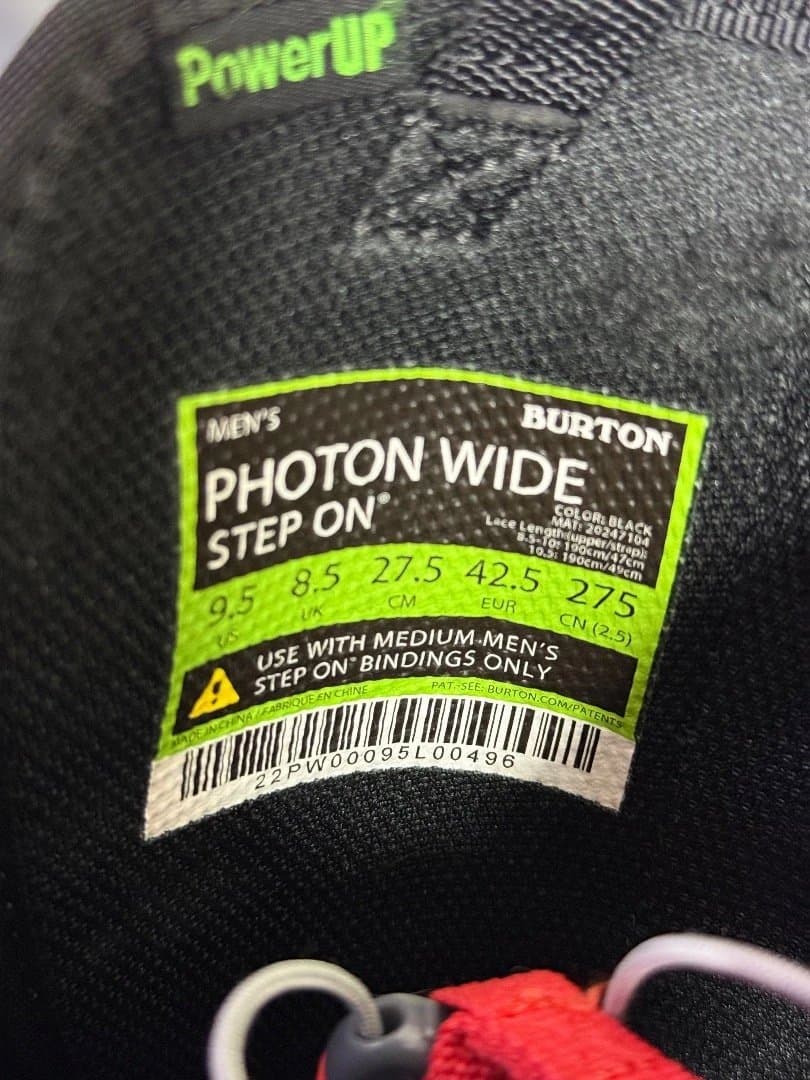 PowerUP
MEN'S
BURTON
PHOTON WIDE
STEP ON®
COLOR: BLACK
MAT: 20247104
Lace Length(upper/strap):
8.5-10: 190cm/47cm
10.5: 190cm/49cm
9.5 8.5 27.5 42.5 275
US UK CM EUR CN (2.5)
USE WITH MEDIUM MEN'S
STEP ON® BINDINGS ONLY
MADE IN CHINA / FABRIQUE EN CHINE
PAT.-SEE: BURTON.COM/PATENTS
22PW00095L00496